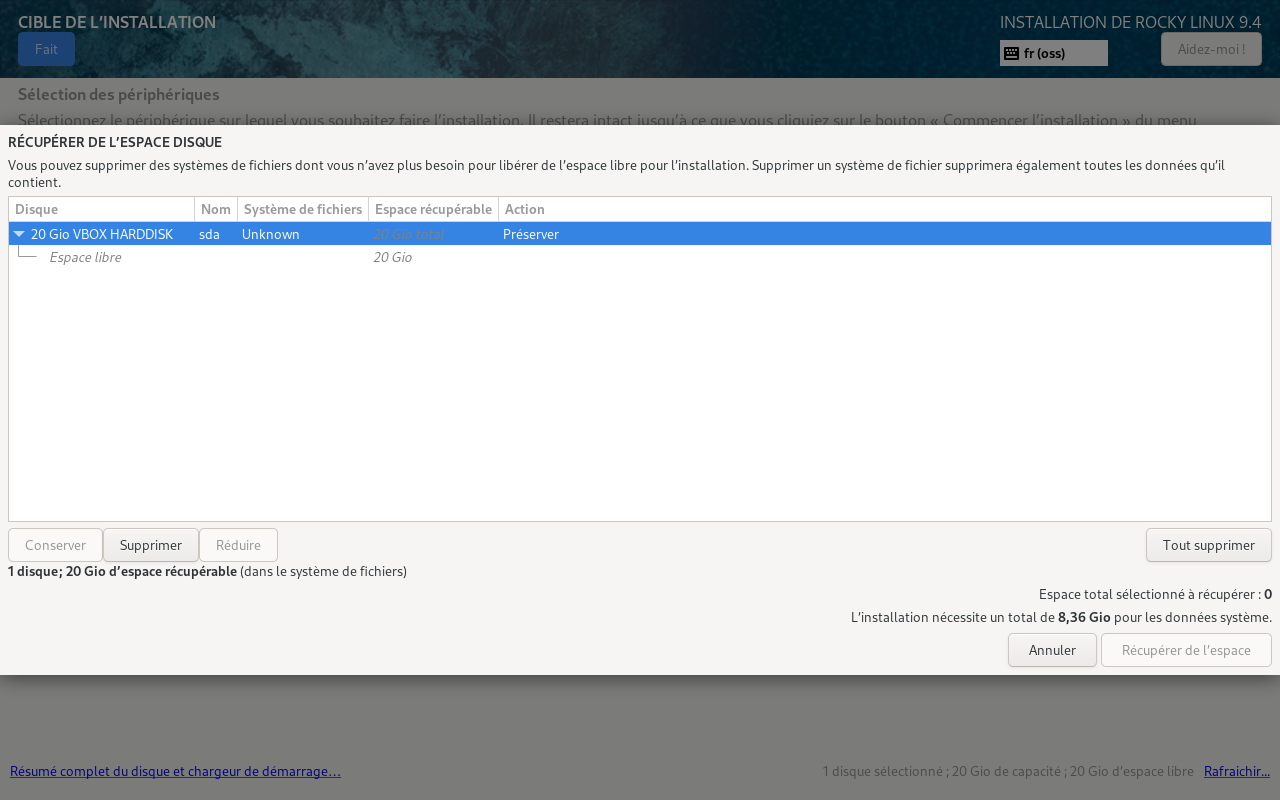 CIBLE DE L'INSTALLATION
INSTALLATION DE ROCKY LINUX 9.4
Fait
fr (oss)
Aidez-moi !
Sélection des périphériques
Sélectionnez le périphérique sur lequel vous souhaitez faire l'installation. Il restera intact jusqu'à ce que vous cliquiez sur le bouton « Commencer l'installation » du menu
RÉCUPÉRER DE L'ESPACE DISQUE
Vous pouvez supprimer des systèmes de fichiers dont vous n'avez plus besoin pour libérer de l'espace libre pour l'installation. Supprimer un système de fichier supprimera également toutes les données qu'il
contient.
Disque Nom Système de fichiers Espace récupérable Action
20 Gio VBOX HARDDISK sda Unknown 20 Gio total Préserver
Espace libre 20 Gio
Conserver Supprimer Réduire Tout supprimer
1 disque; 20 Gio d'espace récupérable (dans le système de fichiers)
Espace total sélectionné à récupérer : 0
L'installation nécessite un total de 8,36 Gio pour les données système.
Annuler Récupérer de l'espace
Résumé complet du disque et chargeur de démarrage… 1 disque sélectionné ; 20 Gio de capacité ; 20 Gio d'espace libre Rafraichir...